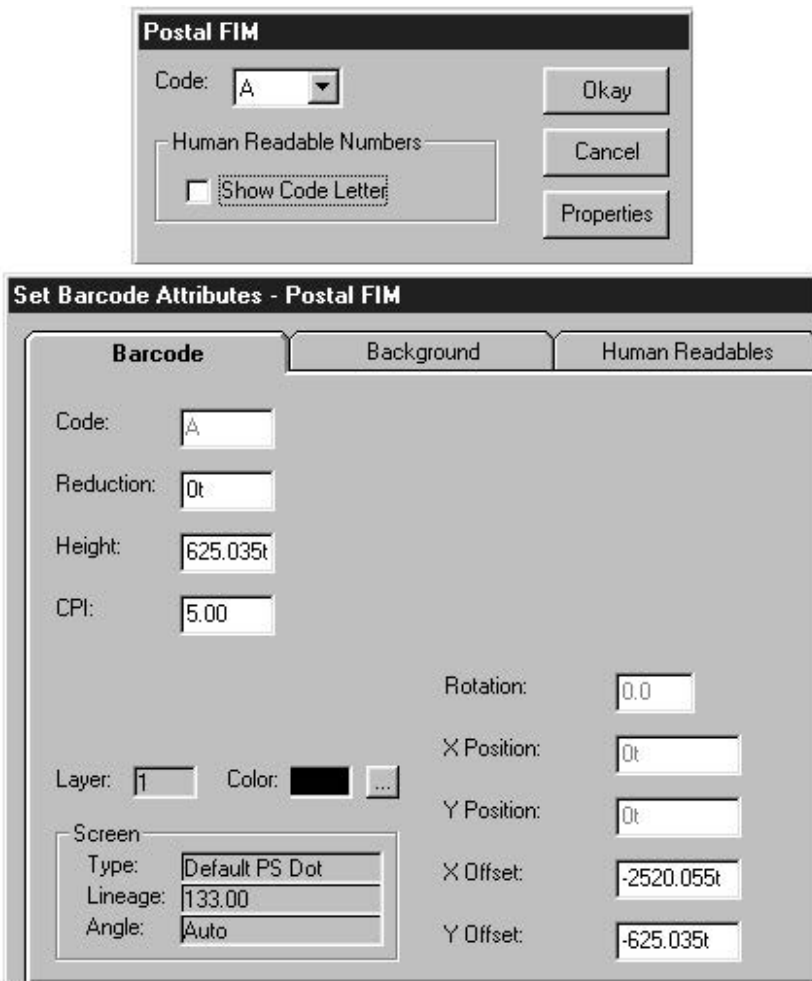 Postal FIM
Code: A
Okay
Human Readable Numbers
Cancel
Show Code Letter
Properties
Set Barcode Attributes - Postal FIM
Barcode Background Human Readables
Code: A
Reduction: 0t
Height: 625.035t
CPI: 5.00
Rotation: 0.0
X Position: 0t
Layer: 1 Color: ...
Y Position: 0t
Screen
Type: Default PS Dot
X Offset: -2520.055t
Lineage: 133.00
Angle: Auto
Y Offset: -625.035t